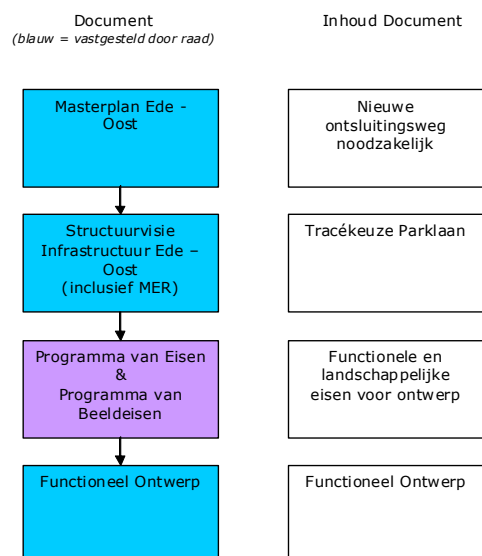 Document
(blauw = vastgesteld door raad)
Inhoud Document
Masterplan Ede -
Oost
Nieuwe
ontsluitingsweg
noodzakelijk
Structuurvisie
Infrastructuur Ede –
Oost
(inclusief MER)
Tracékeuze Parklaan
Programma van Eisen
&
Programma van
Beeldeisen
Functionele en
landschappelijke
eisen voor ontwerp
Functioneel Ontwerp
Functioneel Ontwerp